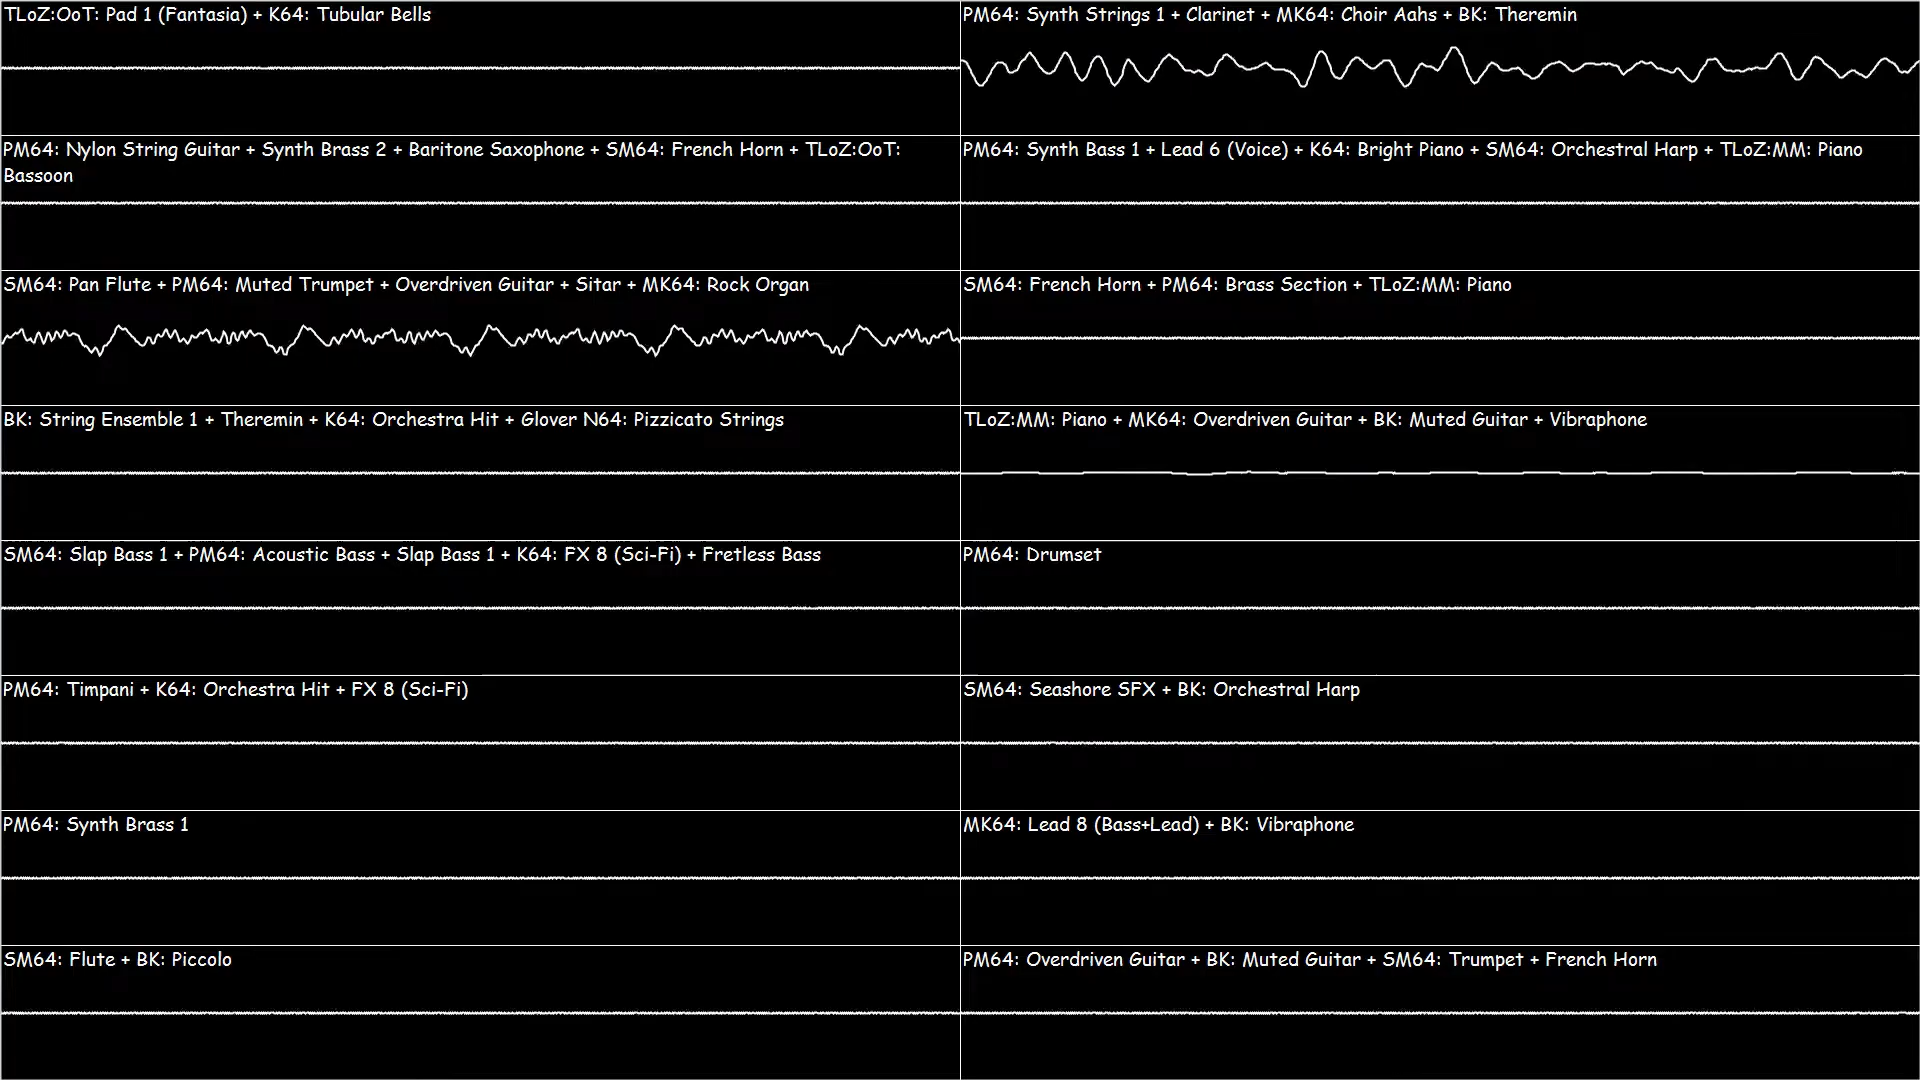 TLoZ:OoT: Pad 1 (Fantasia) + K64: Tubular Bells
PM64: Synth Strings 1 + Clarinet + MK64: Choir Aahs + BK: Theremin
PM64: Nylon String Guitar + Synth Brass 2 + Baritone Saxophone + SM64: French Horn + TLoZ:OoT:
Bassoon
PM64: Synth Bass 1 + Lead 6 (Voice) + K64: Bright Piano + SM64: Orchestral Harp + TLoZ:MM: Piano
SM64: Pan Flute + PM64: Muted Trumpet + Overdriven Guitar + Sitar + MK64: Rock Organ
SM64: French Horn + PM64: Brass Section + TLoZ:MM: Piano
BK: String Ensemble 1 + Theremin + K64: Orchestra Hit + Glover N64: Pizzicato Strings
TLoZ:MM: Piano + MK64: Overdriven Guitar + BK: Muted Guitar + Vibraphone
SM64: Slap Bass 1 + PM64: Acoustic Bass + Slap Bass 1 + K64: FX 8 (Sci-Fi) + Fretless Bass
PM64: Drumset
PM64: Timpani + K64: Orchestra Hit + FX 8 (Sci-Fi)
SM64: Seashore SFX + BK: Orchestral Harp
PM64: Synth Brass 1
MK64: Lead 8 (Bass+Lead) + BK: Vibraphone
SM64: Flute + BK: Piccolo
PM64: Overdriven Guitar + BK: Muted Guitar + SM64: Trumpet + French Horn